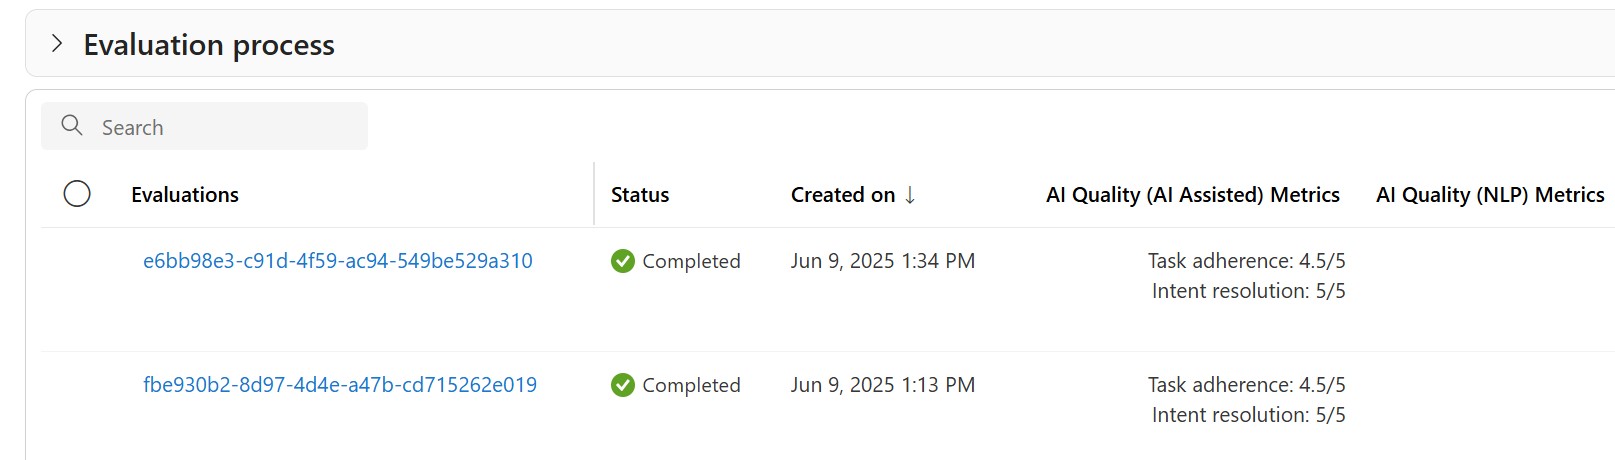 Evaluation process
Search
Evaluations Status Created on ↓ AI Quality (AI Assisted) Metrics AI Quality (NLP) Metrics
e6bb98e3-c91d-4f59-ac94-549be529a310 Completed Jun 9, 2025 1:34 PM Task adherence: 4.5/5
Intent resolution: 5/5
fbe930b2-8d97-4d4e-a47b-cd715262e019 Completed Jun 9, 2025 1:13 PM Task adherence: 4.5/5
Intent resolution: 5/5